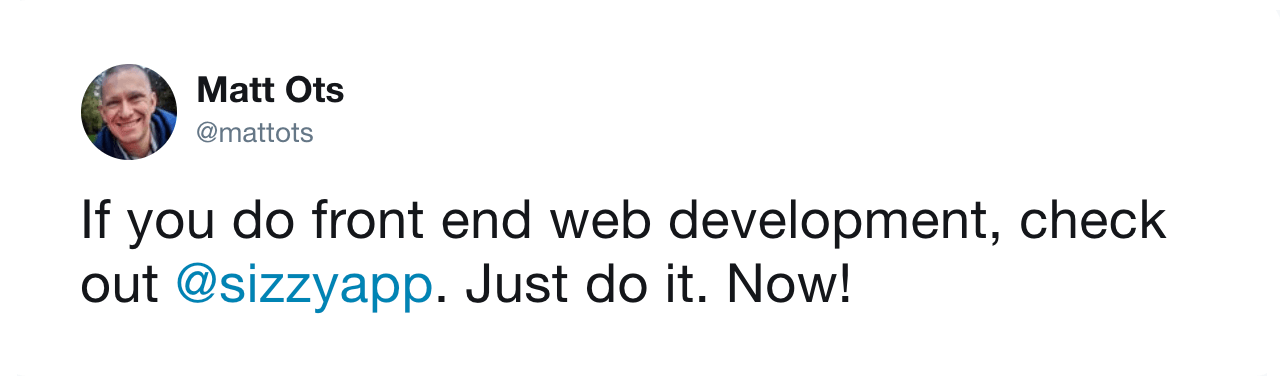 Matt Ots
@mattots
If you do front end web development, check
out @sizzyapp. Just do it. Now!